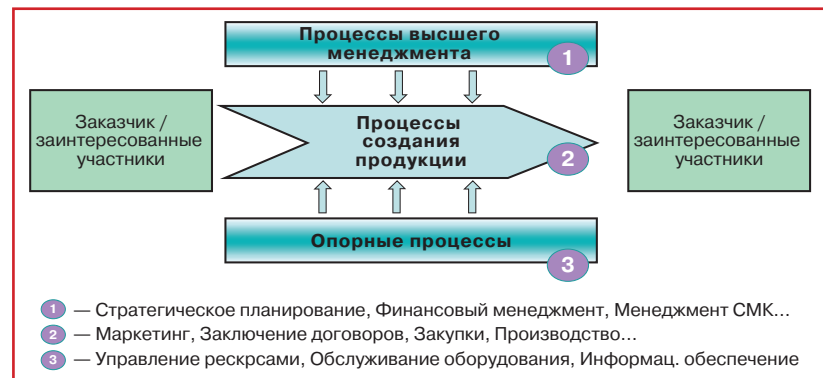 Процессы высшего
менеджмента
1
Заказчик /
заинтересованные
участники
Процессы
создания
продукции
2
Заказчик /
заинтересованные
участники
Опорные процессы
3
1 — Стратегическое планирование, Финансовый менеджмент, Менеджмент СМК...
2 — Маркетинг, Заключение договоров, Закупки, Производство...
3 — Управление рескрсами, Обслуживание оборудования, Информац. обеспечение